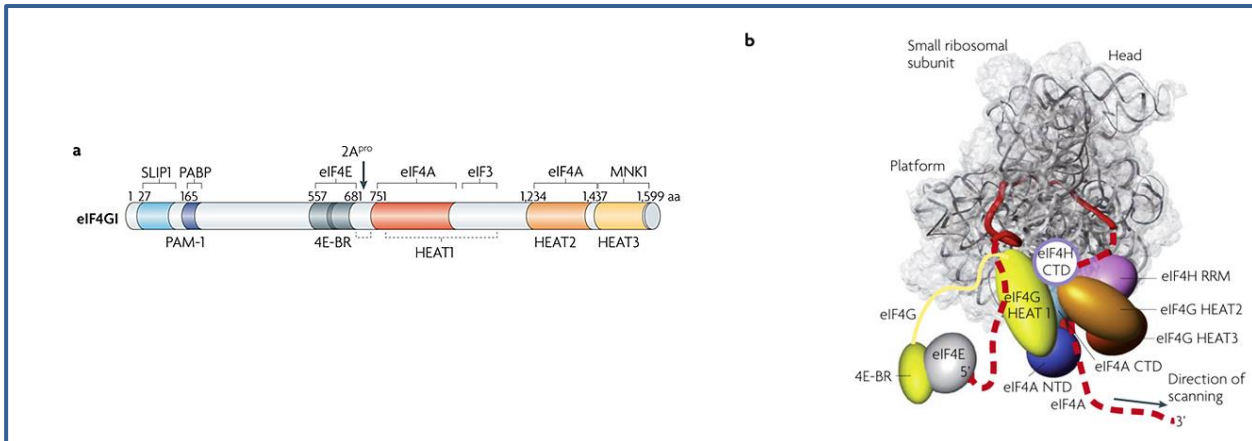 a
2Apro
SLIP1 PABP eIF4E eIF4A eIF3 eIF4A MNK1
1 27 165 557 681 751 1,234 1,437 1,599 aa
eIF4GI
PAM-1 4E-BR HEAT1 HEAT2 HEAT3
b
Small ribosomal
subunit
Head
Platform
eIF4H
CTD
eIF4H RRM
eIF4G
HEAT 1
eIF4G HEAT2
eIF4G
eIF4G HEAT3
eIF4E
5'
eIF4A CTD
4E-BR
eIF4A NTD
Direction of
scanning
eIF4A
3'